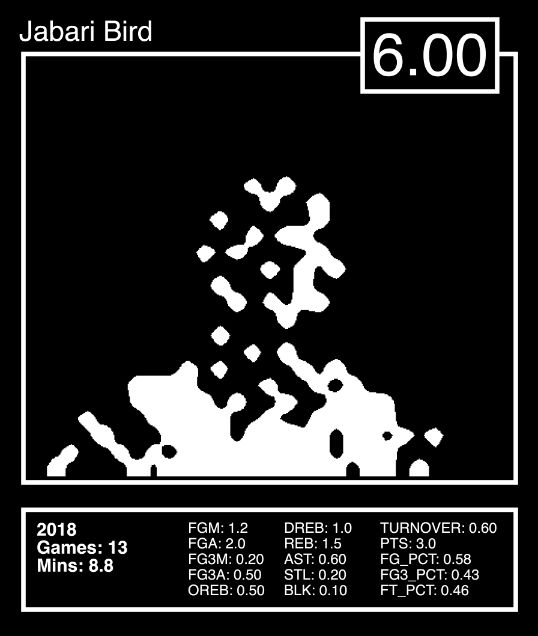 Jabari Bird
6.00
2018
Games: 13
Mins: 8.8
FGM: 1.2
FGA: 2.0
FG3M: 0.20
FG3A: 0.50
OREB: 0.50
DREB: 1.0
REB: 1.5
AST: 0.60
STL: 0.20
BLK: 0.10
TURNOVER: 0.60
PTS: 3.0
FG_PCT: 0.58
FG3_PCT: 0.43
FT_PCT: 0.46